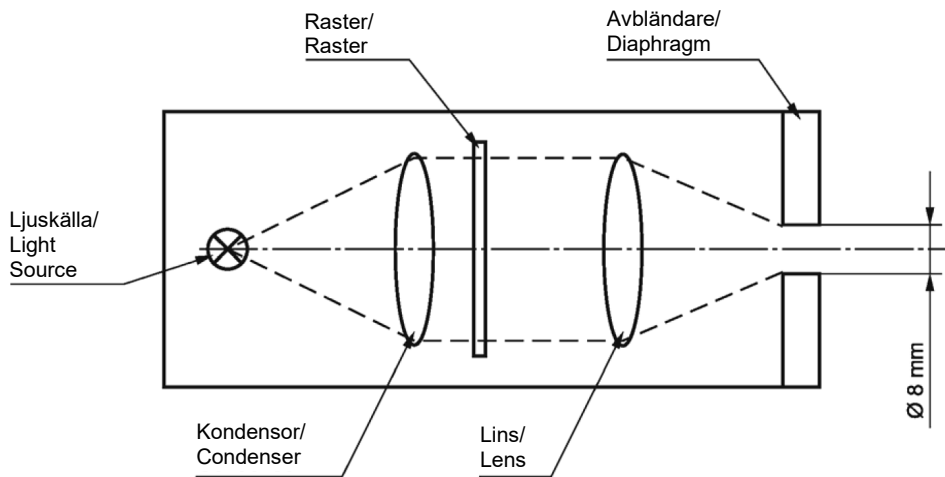 Raster/
Raster
Avbländare/
Diaphragm
Ljuskälla/
Light
Source
Kondensor/
Condenser
Lins/
Lens
Ø 8 mm